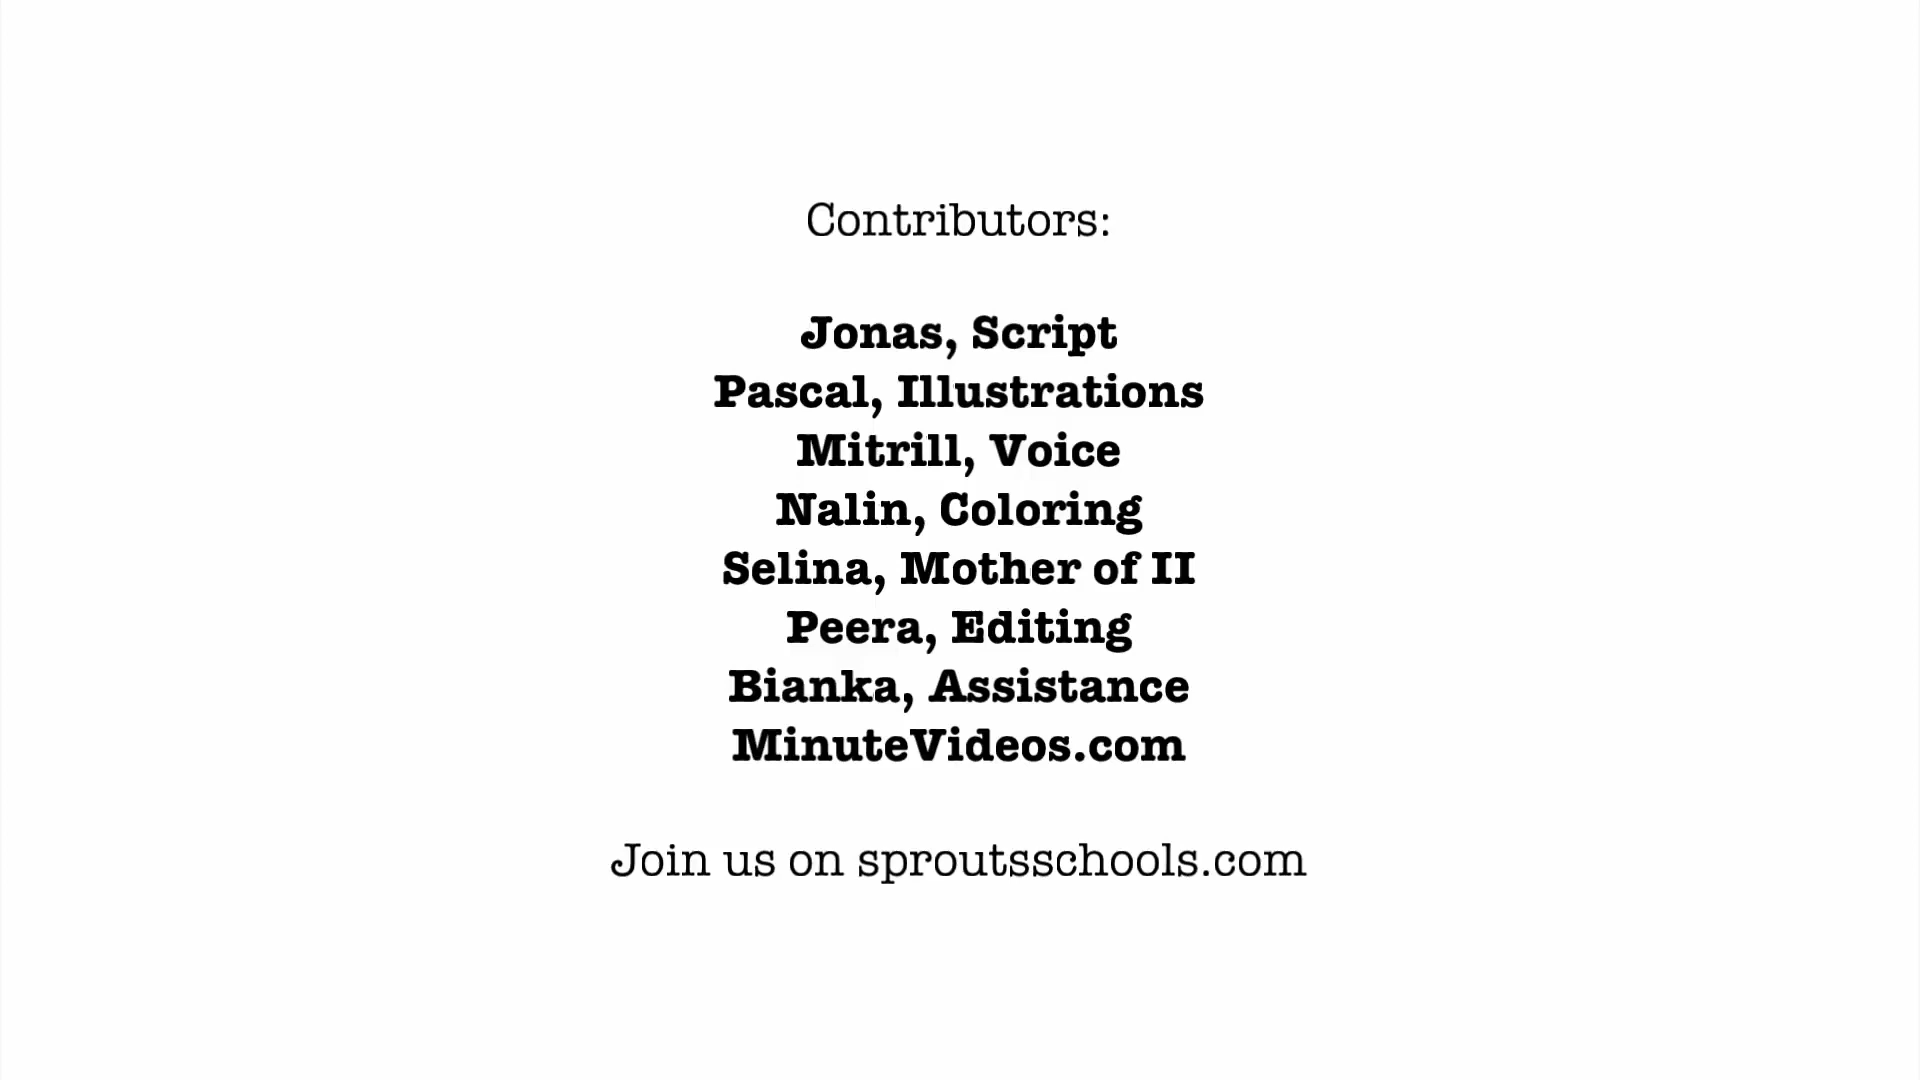 Contributors:
Jonas, Script
Pascal, Illustrations
Mitrill, Voice
Nalin, Coloring
Selina, Mother of II
Peera, Editing
Bianka, Assistance
MinuteVideos.com
Join us on sproutsschools.com